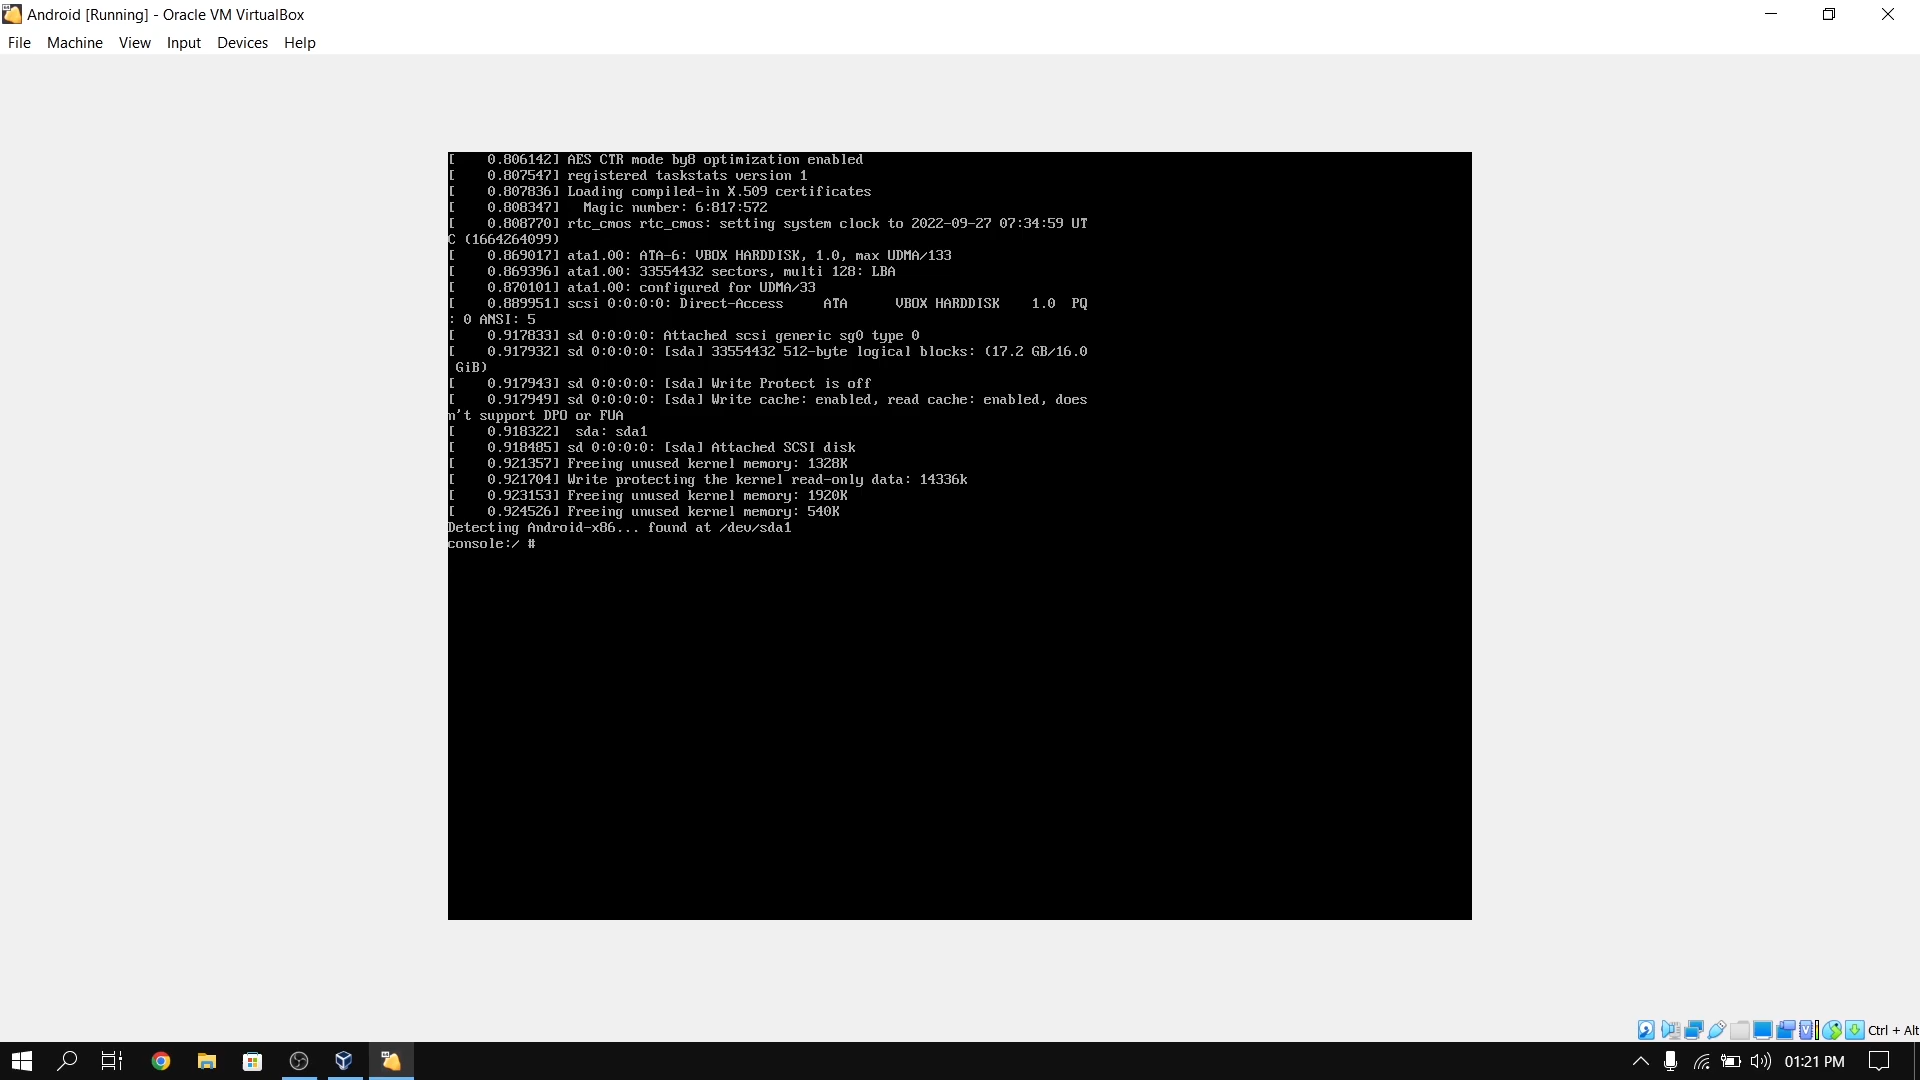 Android [Running] - Oracle VM VirtualBox
File Machine View Input Devices Help
[    0.806142] AES CTR mode by8 optimization enabled
[    0.807547] registered taskstats version 1
[    0.807836] Loading compiled-in X.509 certificates
[    0.808347]   Magic number: 6:817:572
[    0.808770] rtc_cmos rtc_cmos: setting system clock to 2022-09-27 07:34:59 UT
C (1664264099)
[    0.869017] ata1.00: ATA-6: VBOX HARDDISK, 1.0, max UDMA/133
[    0.869396] ata1.00: 33554432 sectors, multi 128: LBA
[    0.870101] ata1.00: configured for UDMA/33
[    0.889951] scsi 0:0:0:0: Direct-Access     ATA      VBOX HARDDISK    1.0  PQ
: 0 ANSI: 5
[    0.917833] sd 0:0:0:0: Attached scsi generic sg0 type 0
[    0.917932] sd 0:0:0:0: [sda] 33554432 512-byte logical blocks: (17.2 GB/16.0
 GiB)
[    0.917943] sd 0:0:0:0: [sda] Write Protect is off
[    0.917949] sd 0:0:0:0: [sda] Write cache: enabled, read cache: enabled, does
n't support DPO or FUA
[    0.918322]  sda: sda1
[    0.918485] sd 0:0:0:0: [sda] Attached SCSI disk
[    0.921357] Freeing unused kernel memory: 1328K
[    0.921704] Write protecting the kernel read-only data: 14336k
[    0.923153] Freeing unused kernel memory: 1920K
[    0.924526] Freeing unused kernel memory: 540K
Detecting Android-x86... found at /dev/sda1
console:/ #
Ctrl + Alt
01:21 PM